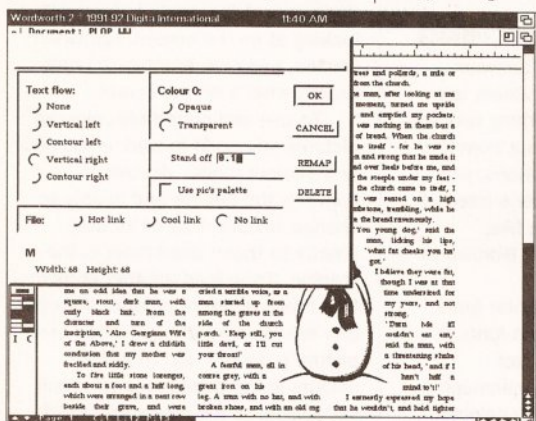 Wordworth 2 © 1991-92 Digita International 11:40 AM
Document: PLOP.WW
Text flow:
None
Vertical left
Contour left
Vertical right
Contour right
Colour 0:
Opaque
Transparent
Stand off 0.1
Use pic's palette
OK
CANCEL
REMAP
DELETE
File: Hot link Cool link No link
M
Width: 68 Height: 68
trees and pollards, a mile or
from the church.
man, after looking at me
moment, turned me upside
, and emptied my pockets.
was nothing in them but a
of bread. When the church
to itself - for he was so
and strong that he made it
over heels before me, and
the steeple under my feet -
the church came to itself, I
I was seated on a high
tombstone, trembling, while he
the bread ravenously.
'You young dog,' said the
man, licking his lips,
'what fat cheeks you ha'
got.'
I believe they were fat,
though I was at that
time undersized for
my years, and not
strong.
'Darn Me if I
couldn't eat em,'
said the man, with
a threatening shake
of his head, 'and if I
han't half a
mind to't!'
I earnestly expressed my hope
that he wouldn't, and held tighter
me an odd idea that he was a
square, stout, dark man, with
curly black hair. From the
character and turn of the
inscription, 'Also Georgiana Wife
of the Above,' I drew a childish
conclusion that my mother was
freckled and sickly.
To five little stone lozenges,
each about a foot and a half long,
which were arranged in a neat row
beside their grave, and were
cried a terrible voice, as a
man started up from
among the graves at the
side of the church
porch. 'Keep still, you
little devil, or I'll cut
your throat!'
A fearful man, all in
coarse grey, with a
great iron on his
leg. A man with no hat, and with
broken shoes, and with an old rag
I C